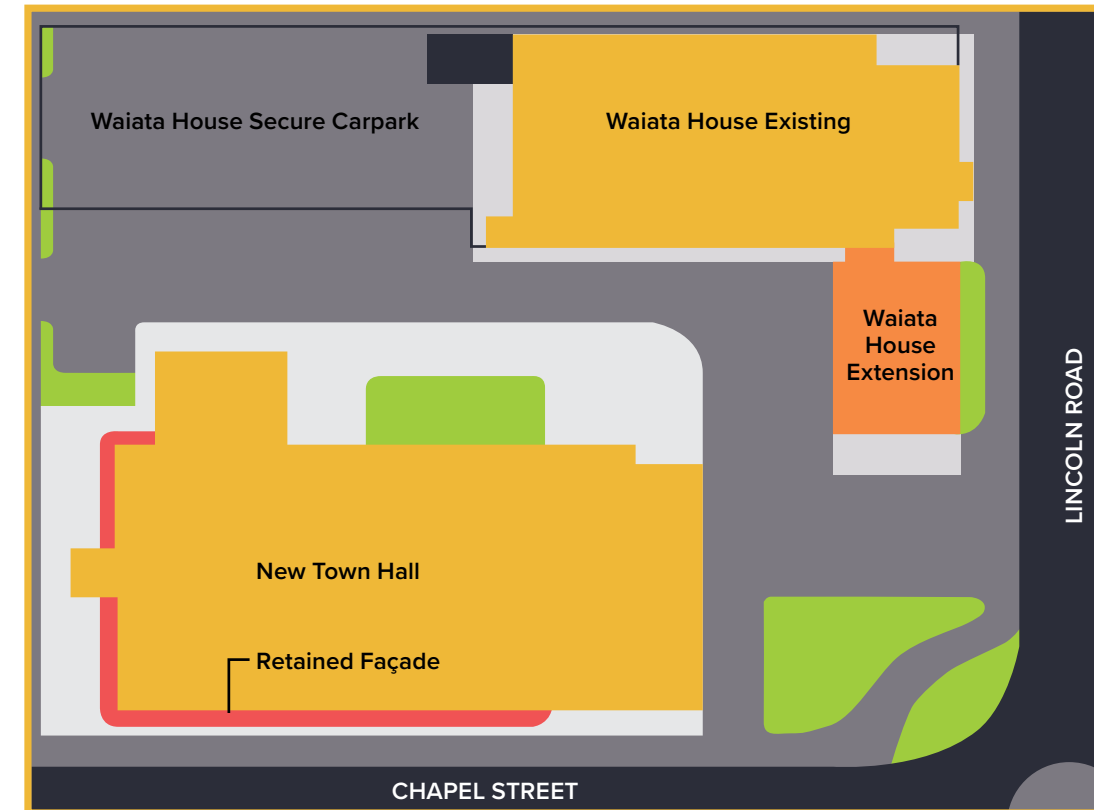 Waiata House Secure Carpark
Waiata House Existing
Waiata
House
Extension
LINCOLN ROAD
New Town Hall
Retained Façade
CHAPEL STREET